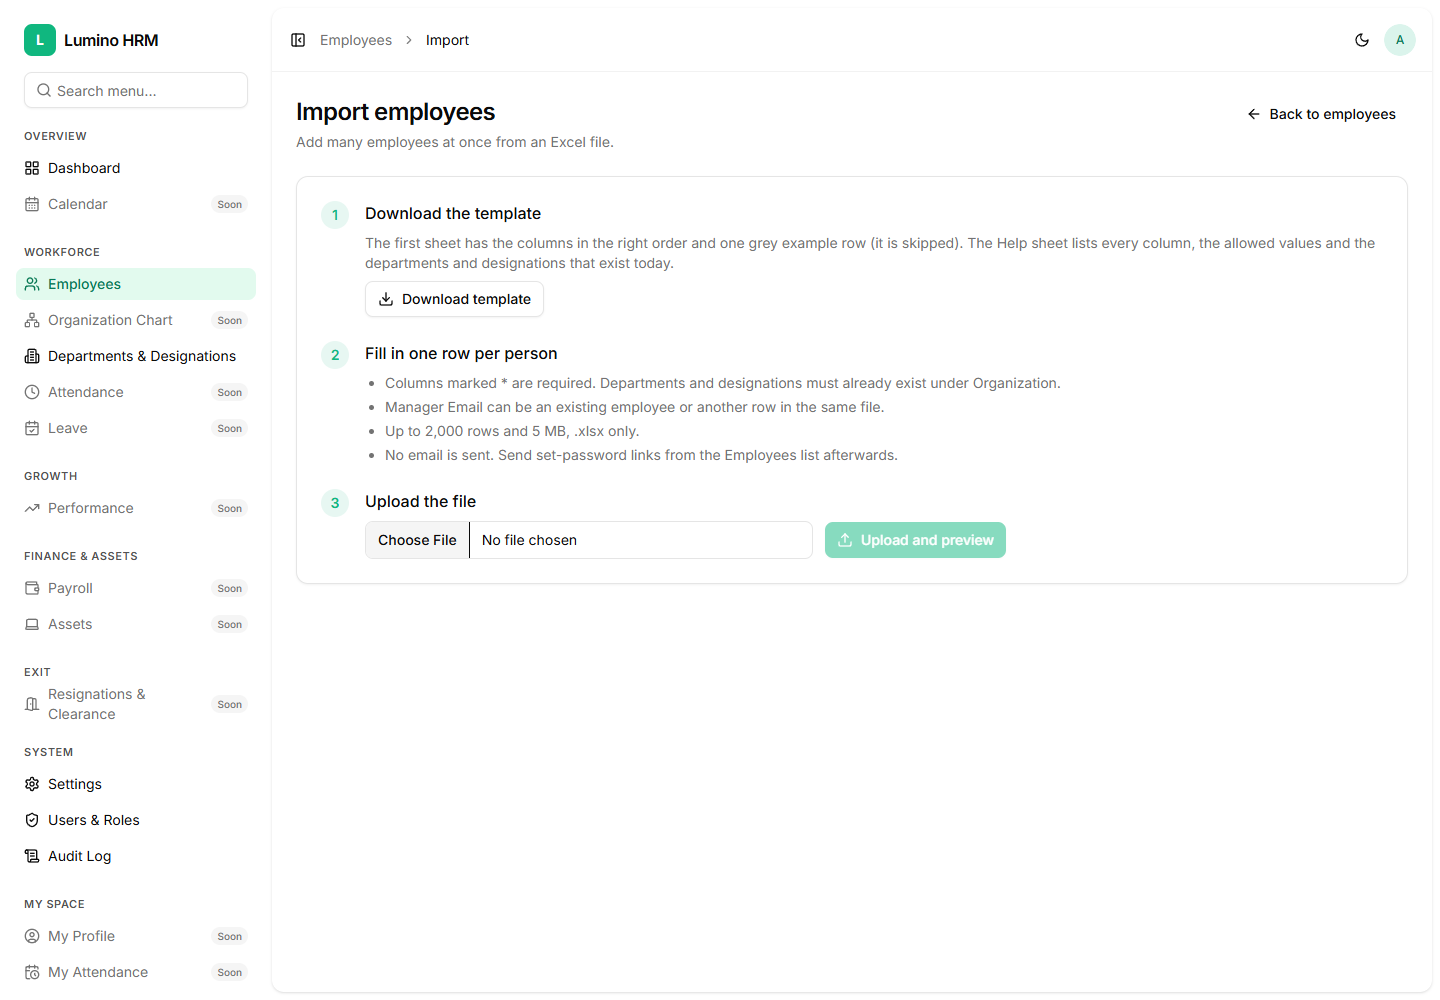 L
Lumino HRM
Search menu...
OVERVIEW
Dashboard
Calendar
Soon
WORKFORCE
Employees
Organization Chart
Soon
Departments & Designations
Attendance
Soon
Leave
Soon
GROWTH
Performance
Soon
FINANCE & ASSETS
Payroll
Soon
Assets
Soon
EXIT
Resignations &
Clearance
Soon
SYSTEM
Settings
Users & Roles
Audit Log
MY SPACE
My Profile
Soon
My Attendance
Soon
Employees > Import
A
Import employees
Add many employees at once from an Excel file.
Back to employees
1
Download the template
The first sheet has the columns in the right order and one grey example row (it is skipped). The Help sheet lists every column, the allowed values and the
departments and designations that exist today.
Download template
2
Fill in one row per person
• Columns marked * are required. Departments and designations must already exist under Organization.
• Manager Email can be an existing employee or another row in the same file.
• Up to 2,000 rows and 5 MB, .xlsx only.
• No email is sent. Send set-password links from the Employees list afterwards.
3
Upload the file
Choose File
No file chosen
Upload and preview